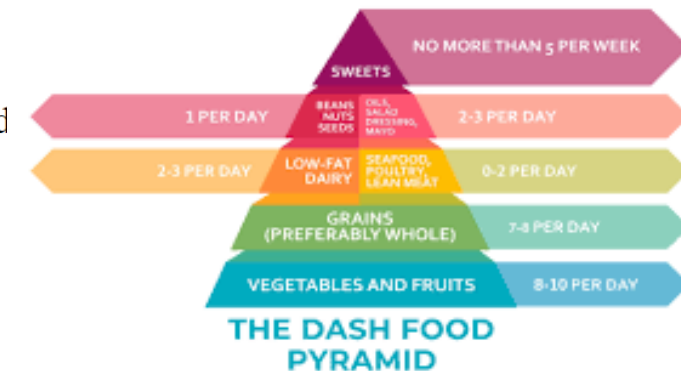 NO MORE THAN 5 PER WEEK
SWEETS
1 PER DAY
BEANS
NUTS
SEEDS
OILS,
SALAD
DRESSING,
MAYO
2-3 PER DAY
2-3 PER DAY
LOW-FAT
DAIRY
SEAFOOD,
POULTRY,
LEAN MEAT
0-2 PER DAY
GRAINS
(PREFERABLY WHOLE)
7-8 PER DAY
VEGETABLES AND FRUITS
8-10 PER DAY
THE DASH FOOD
PYRAMID